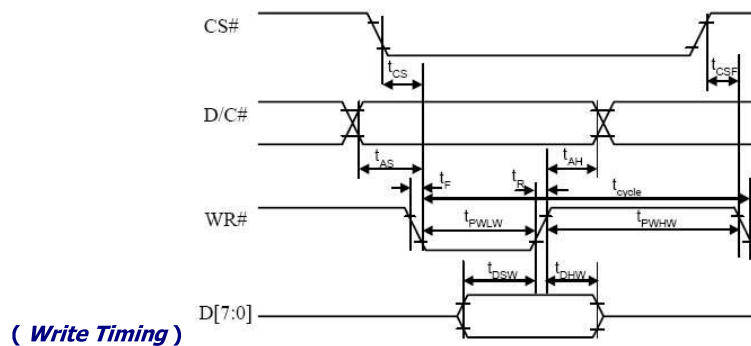 CS#
tCS
tCSF
D/C#
tAS
tAH
tF
tR
tcycle
WR#
tPWLW
tPWHW
tDSW
tDHW
D[7:0]
( Write Timing )